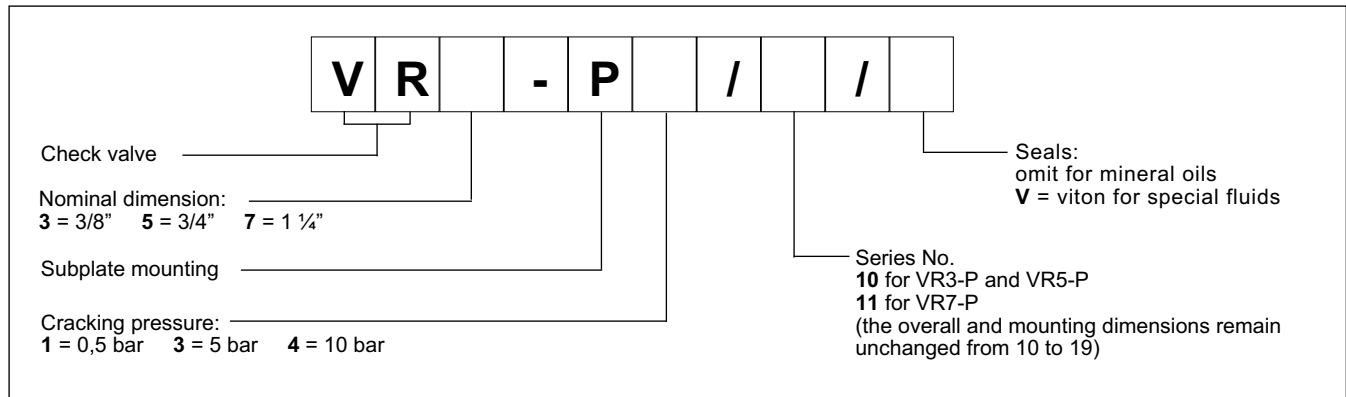 V R - P / /
Check valve
Nominal dimension:
3 = 3/8” 5 = 3/4” 7 = 1 ¼”
Subplate mounting
Cracking pressure:
1 = 0,5 bar 3 = 5 bar 4 = 10 bar
Seals:
omit for mineral oils
V = viton for special fluids
Series No.
10 for VR3-P and VR5-P
11 for VR7-P
(the overall and mounting dimensions remain
unchanged from 10 to 19)